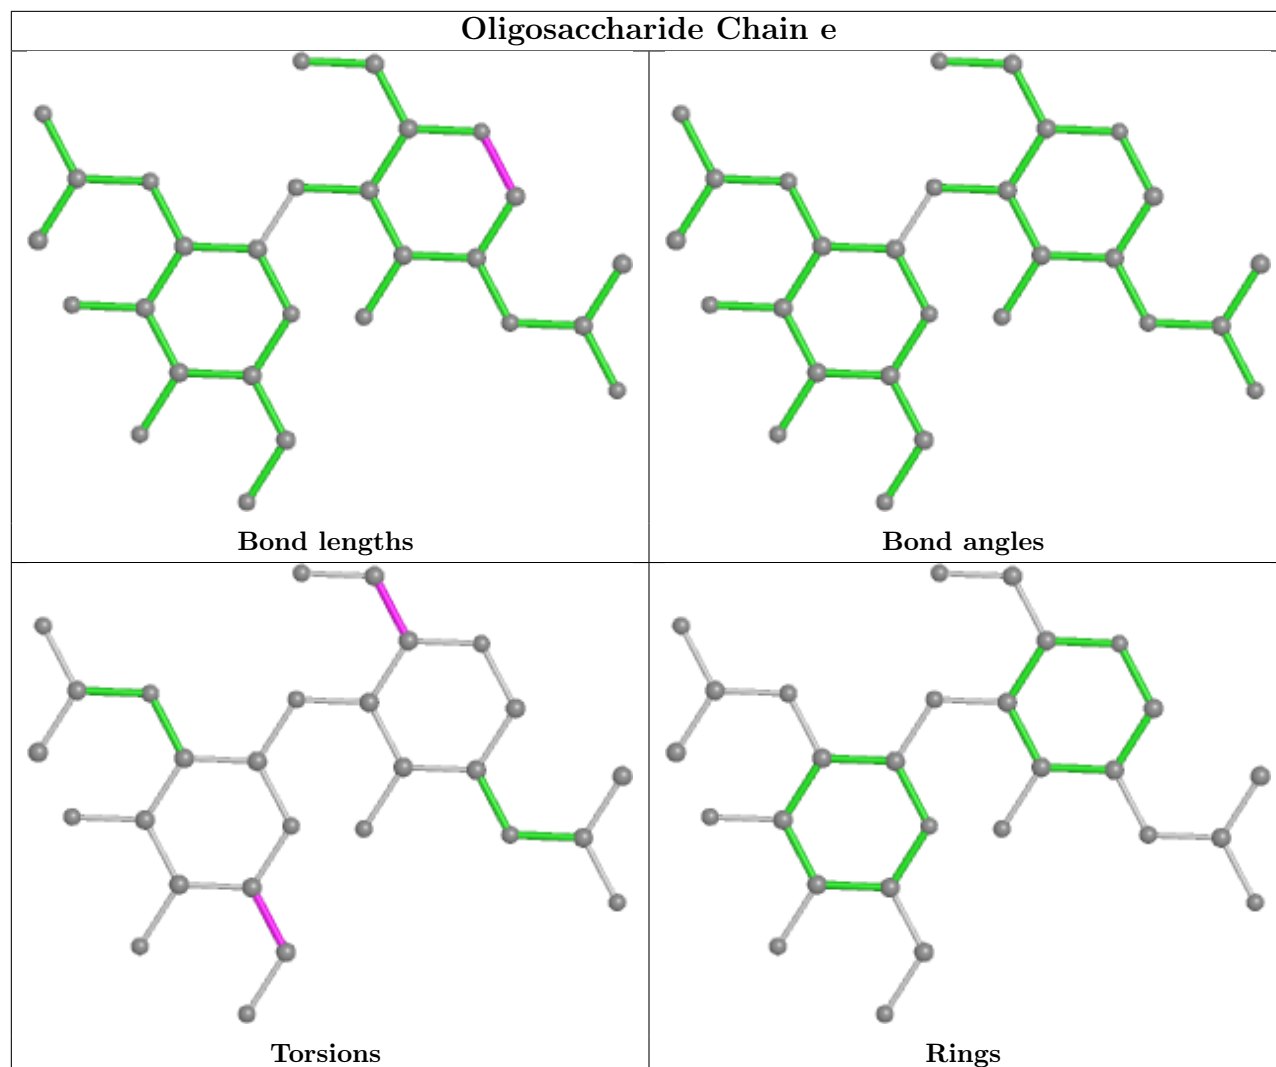 Oligosaccharide Chain e
Bond lengths
Bond angles
Torsions
Rings